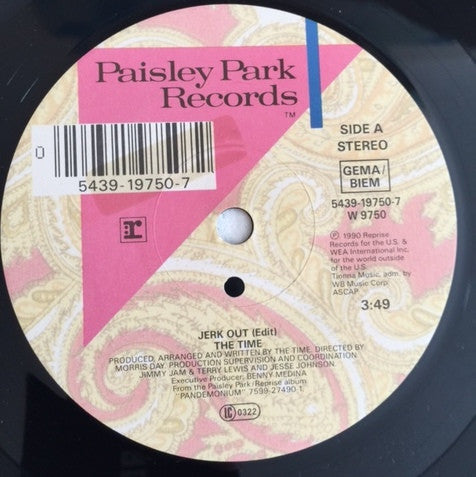 Paisley Park
Records
TM
SIDE A
STEREO
Ü
5439-19750-7
GEMA/
BIEM
5439-19750-7
W 9750
r
℗ 1990 Reprise
Records for the U.S. &
WEA International Inc.
for the world outside
of the U.S.
Tionna Music, adm. by
WB Music Corp.
ASCAP
3:49
JERK OUT (Edit)
THE TIME
PRODUCED, ARRANGED AND WRITTEN BY THE TIME. DIRECTED BY
MORRIS DAY. PRODUCTION SUPERVISION AND COORDINATION
JIMMY JAM & TERRY LEWIS AND JESSE JOHNSON.
Executive Producer: BENNY MEDINA
From the Paisley Park/Reprise album
"PANDEMONIUM" 7599-27490-1
LC 0322